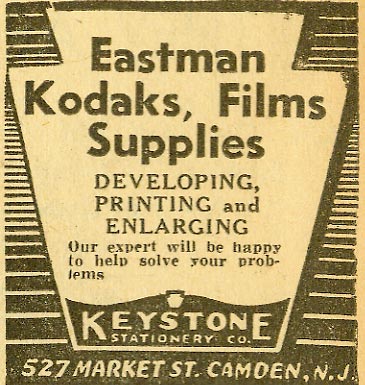 Eastman
Kodaks, Films
Supplies
DEVELOPING,
PRINTING and
ENLARGING
Our expert will be happy
to help solve your prob-
lems
KEYSTONE
STATIONERY CO.
527 MARKET ST. CAMDEN, N.J.